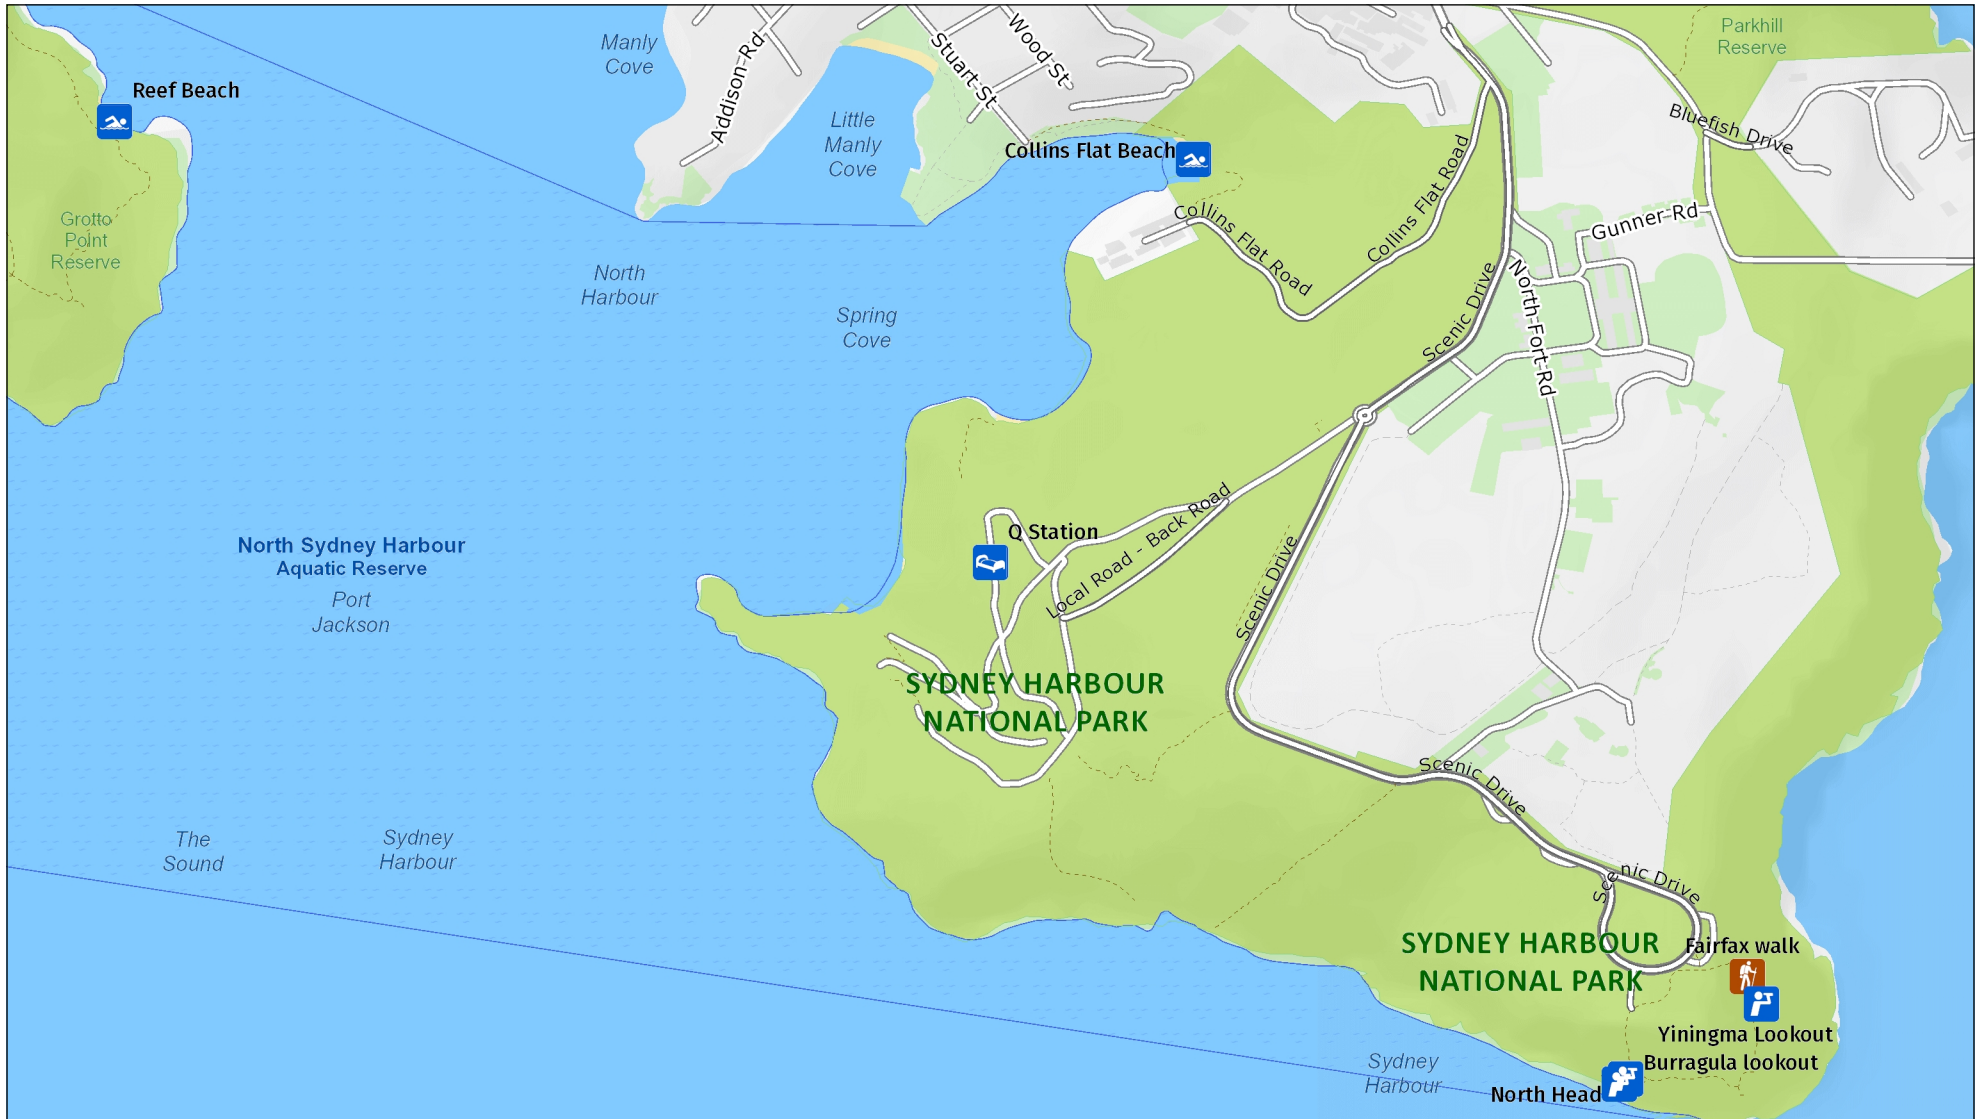 Manly
Cove
Addison-Rd
Stuart-St
Wood-St
Parkhill
Reserve
Reef Beach
Little
Manly
Cove
Collins Flat Beach
Bluefish Drive
Collins Flat Road
Collins Flat Road
Gunner-Rd
Grotto
Point
Reserve
North
Harbour
Spring
Cove
Scenic Drive
North-Fort-Rd
North Sydney Harbour
Aquatic Reserve
Port
Jackson
Q Station
Local Road - Back Road
Scenic Drive
SYDNEY HARBOUR
NATIONAL PARK
Scenic Drive
The
Sound
Sydney
Harbour
Scenic Drive
SYDNEY HARBOUR
NATIONAL PARK
Fairfax walk
Yiningma Lookout
Burragula lookout
Sydney
Harbour
North Head